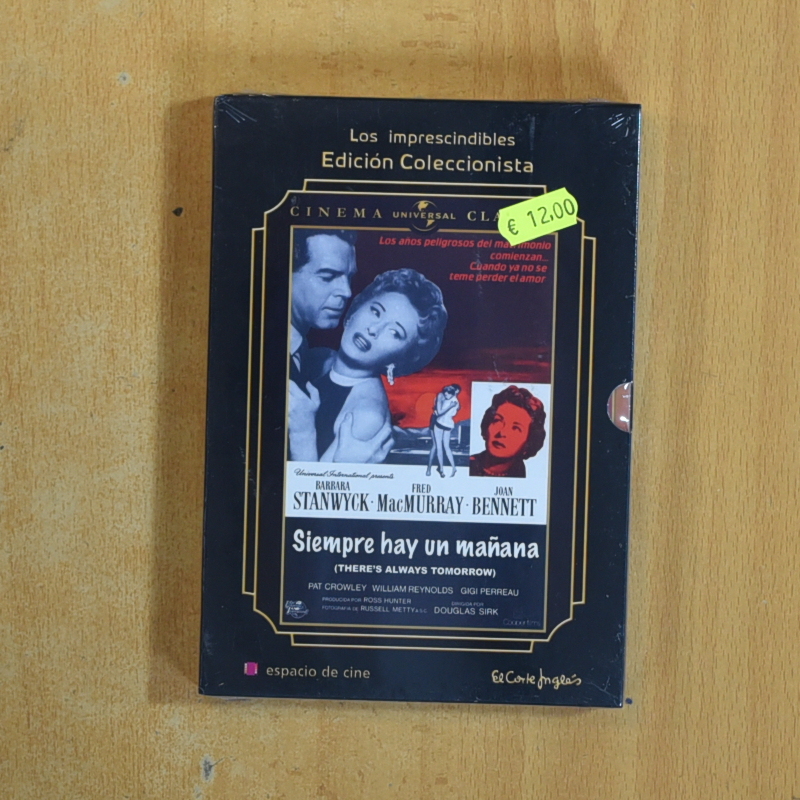 Los imprescindibles
Edición Coleccionista
CINEMA UNIVERSAL CLA
€ 12,00
Los años peligrosos del matrimonio
comienzan...
Cuando ya no se
teme perder el amor
Universal International presents
BARBARA STANWYCK · FRED MacMURRAY · JOAN BENNETT
Siempre hay un mañana
(THERE'S ALWAYS TOMORROW)
PAT CROWLEY WILLIAM REYNOLDS GIGI PERREAU
PRODUCIDA POR ROSS HUNTER
FOTOGRAFIA DE RUSSELL METTY A.S.C. DIRIGIDA POR DOUGLAS SIRK
espacio de cine
El Corte Inglés